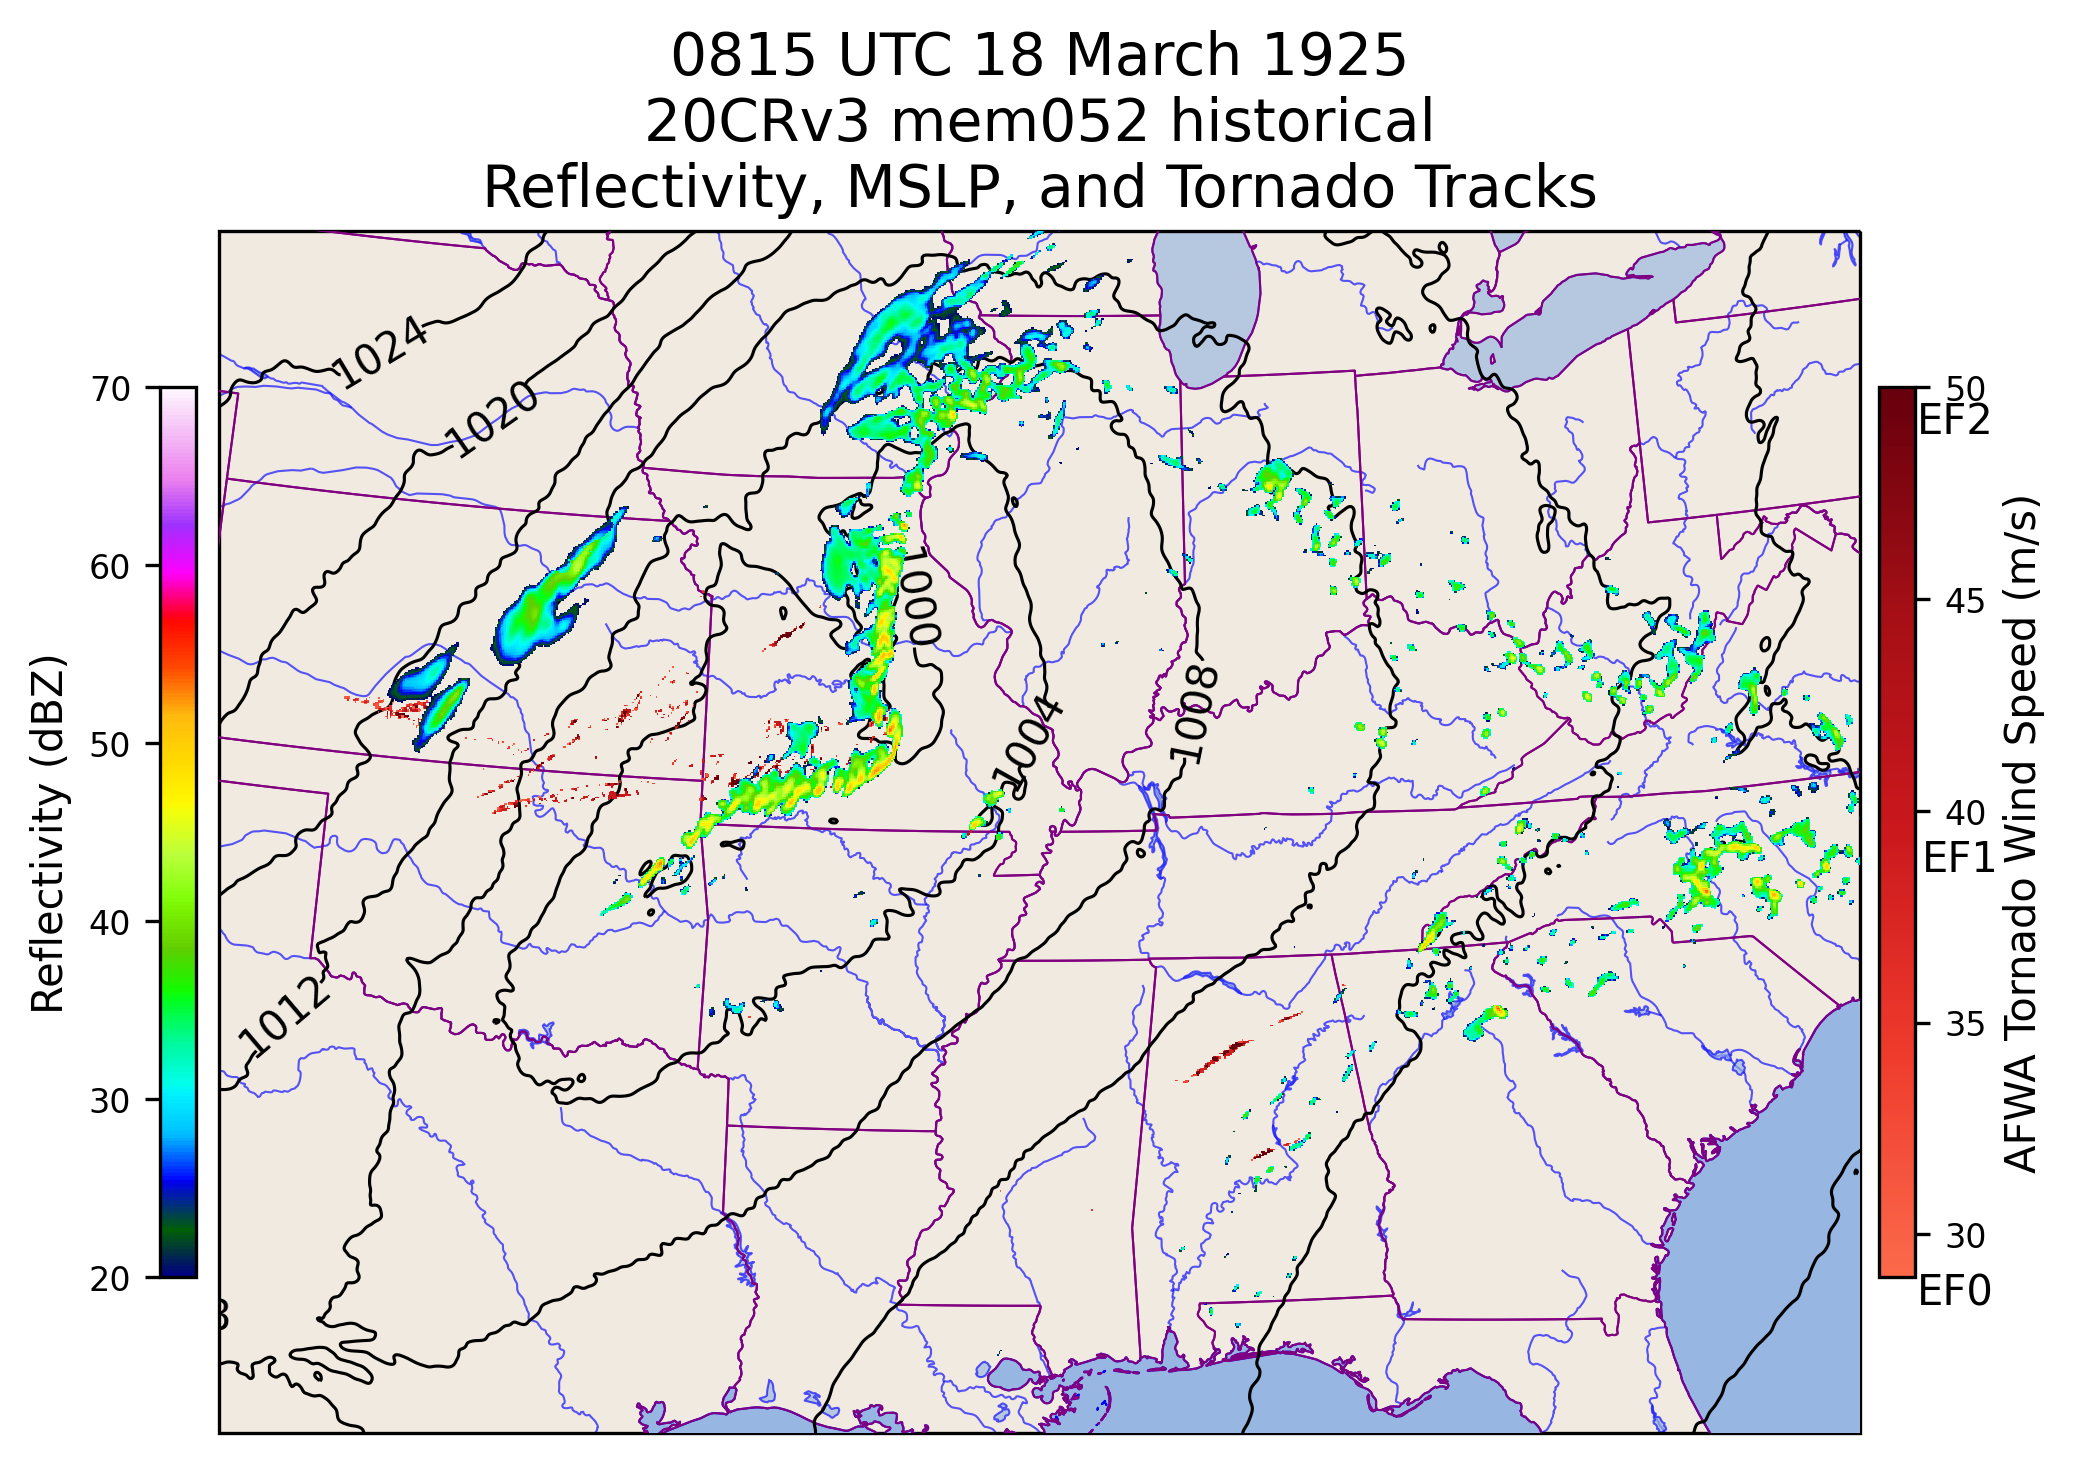 0815 UTC 18 March 1925
20CRv3 mem052 historical
Reflectivity, MSLP, and Tornado Tracks
70
60
50
40
30
20
Reflectivity (dBZ)
1024
1020
1000
1008
1004
1012
50
EF2
45
40
EF1
35
30
EF0
AFWA Tornado Wind Speed (m/s)